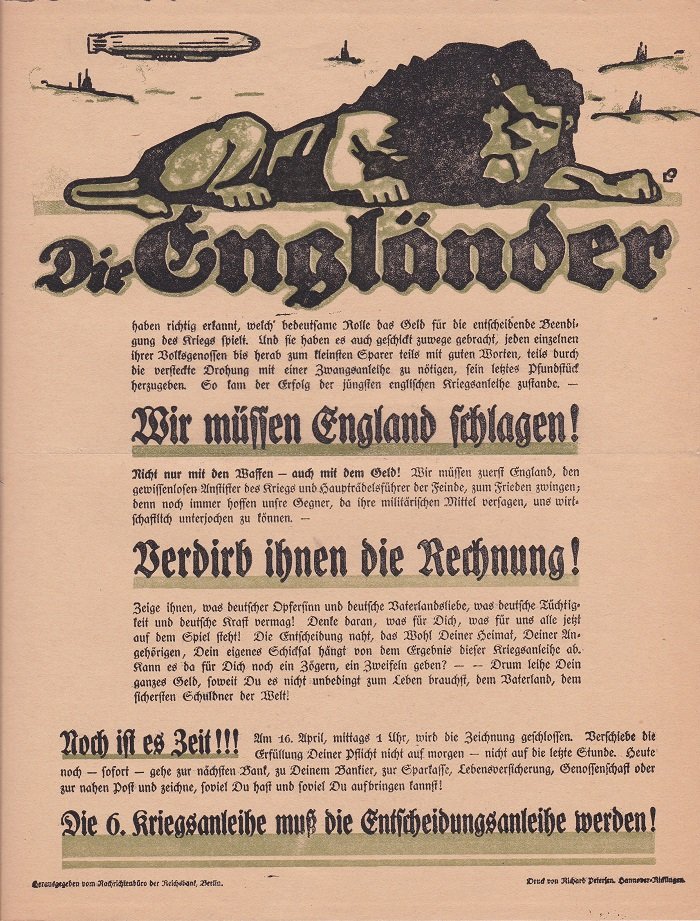 Die Engländer
haben richtig erkannt, welch' bedeutsame Rolle das Geld für die entscheidende Beendi-
gung des Kriegs spielt. Und sie haben es auch geschickt zuwege gebracht, jeden einzelnen
ihrer Volksgenossen bis herab zum kleinsten Sparer teils mit guten Worten, teils durch
die versteckte Drohung mit einer Zwangsanleihe zu nötigen, sein letztes Pfundstück
herzugeben. So kam der Erfolg der jüngsten englischen Kriegsanleihe zustande. —
Wir müssen England schlagen!
Nicht nur mit den Waffen — auch mit dem Geld! Wir müssen zuerst England, den
gewissenlosen Anstifter des Kriegs und Haupträdelsführer der Feinde, zum Frieden zwingen;
denn noch immer hoffen unsre Gegner, da ihre militärischen Mittel versagen, uns wirt-
schaftlich unterjochen zu können. —
Verdirb ihnen die Rechnung!
Zeige ihnen, was deutscher Opfersinn und deutsche Vaterlandsliebe, was deutsche Tüchtig-
keit und deutsche Kraft vermag! Denke daran, was für Dich, was für uns alle jetzt
auf dem Spiel steht! Die Entscheidung naht, das Wohl Deiner Heimat, Deiner An-
gehörigen, Dein eigenes Schicksal hängt von dem Ergebnis dieser Kriegsanleihe ab.
Kann es da für Dich noch ein Zögern, ein Zweifeln geben? — — Drum leihe Dein
ganzes Geld, soweit Du es nicht unbedingt zum Leben brauchst, dem Vaterland, dem
sichersten Schuldner der Welt!
Noch ist es Zeit!!! Am 16. April, mittags 1 Uhr, wird die Zeichnung geschlossen. Verschiebe die
Erfüllung Deiner Pflicht nicht auf morgen — nicht auf die letzte Stunde. Heute
noch — sofort — gehe zur nächsten Bank, zu Deinem Bankier, zur Sparkasse, Lebensversicherung, Genossenschaft oder
zur nahen Post und zeichne, soviel Du hast und soviel Du aufbringen kannst!
Die 6. Kriegsanleihe muß die Entscheidungsanleihe werden!
Herausgegeben vom Nachrichtenbüro der Reichsbank, Berlin.
Druck von Richard Petersen, Hannover-Ricklingen.